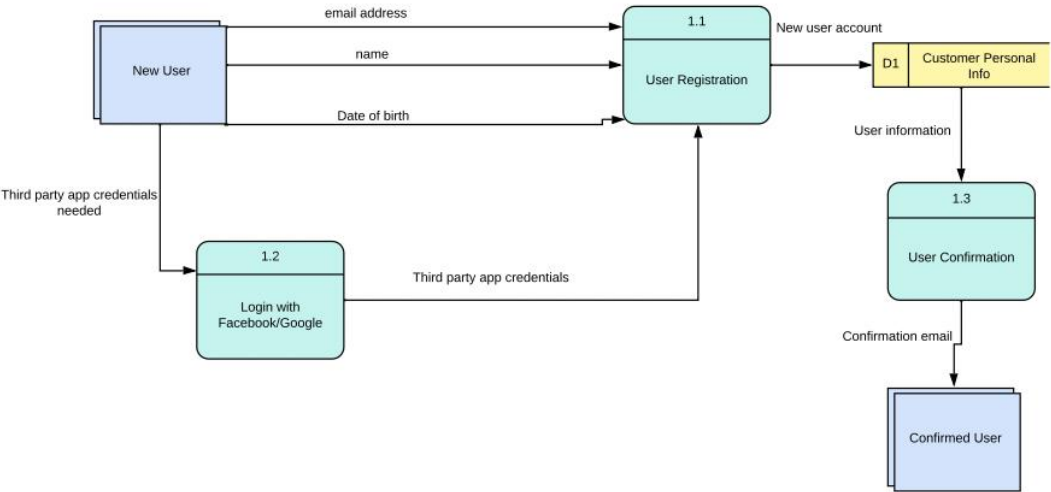 email address
1.1
New user account
name
New User
User Registration
D1
Customer Personal
Info
Date of birth
User information
Third party app credentials
needed
1.3
1.2
User Confirmation
Third party app credentials
Login with
Facebook/Google
Confirmation email
Confirmed User